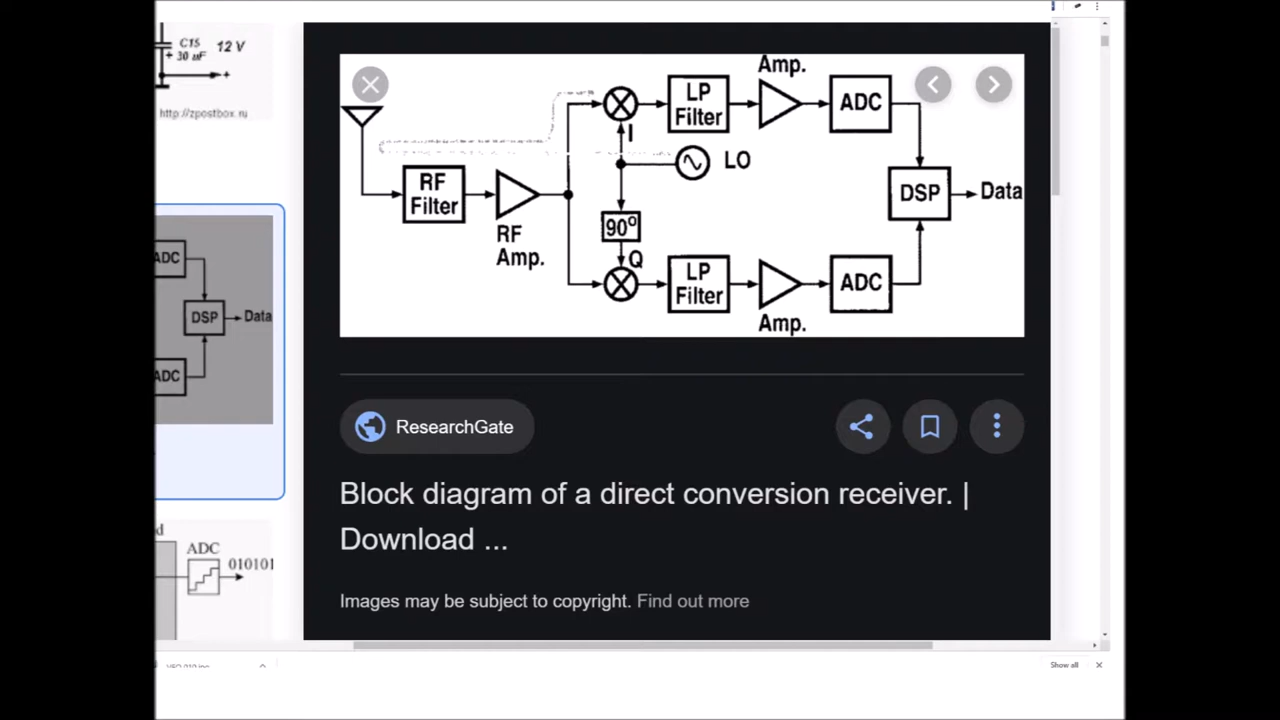 C15
30 uF
12 V
+
http://zpostbox.ru
ADC
DSP
Data
ADC
d
ADC
010101
Amp.
LP
Filter
ADC
I
LO
RF
Filter
RF
Amp.
90º
Q
DSP
Data
LP
Filter
ADC
Amp.
ResearchGate
Block diagram of a direct conversion receiver. |
Download ...
Images may be subject to copyright. Find out more
Show all